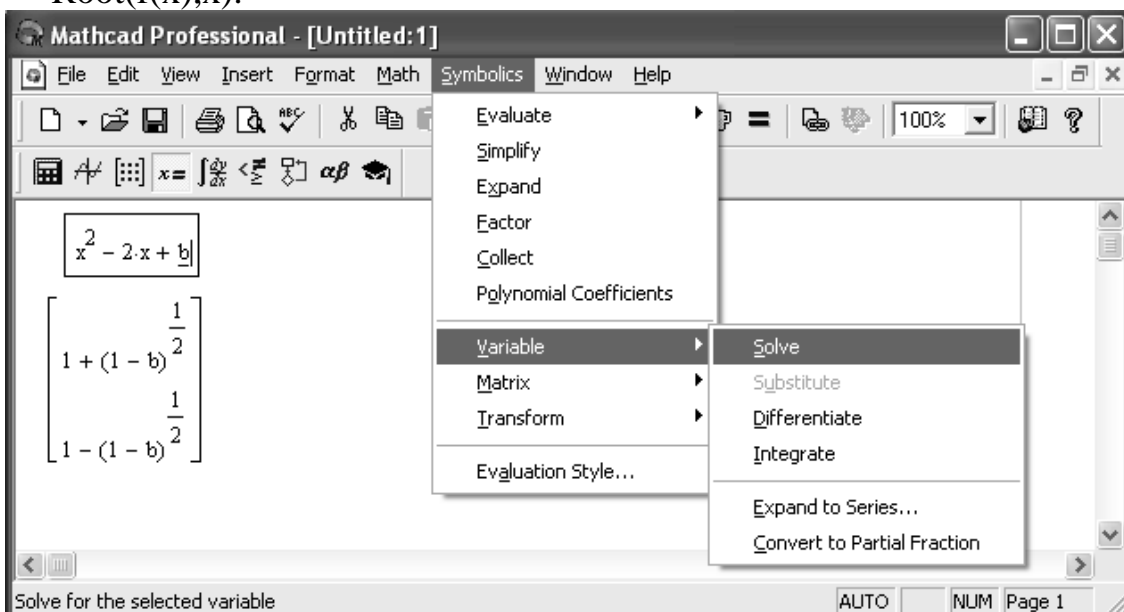 Root(f(x),x).
Mathcad Professional - [Untitled:1]
File Edit View Insert Format Math Symbolics Window Help
100%
x= αβ
x^2 − 2·x + b
1 + (1 − b)^(1/2)
1 − (1 − b)^(1/2)
Evaluate
Simplify
Expand
Factor
Collect
Polynomial Coefficients
Variable
Matrix
Transform
Evaluation Style...
Solve
Substitute
Differentiate
Integrate
Expand to Series...
Convert to Partial Fraction
Solve for the selected variable
AUTO NUM Page 1